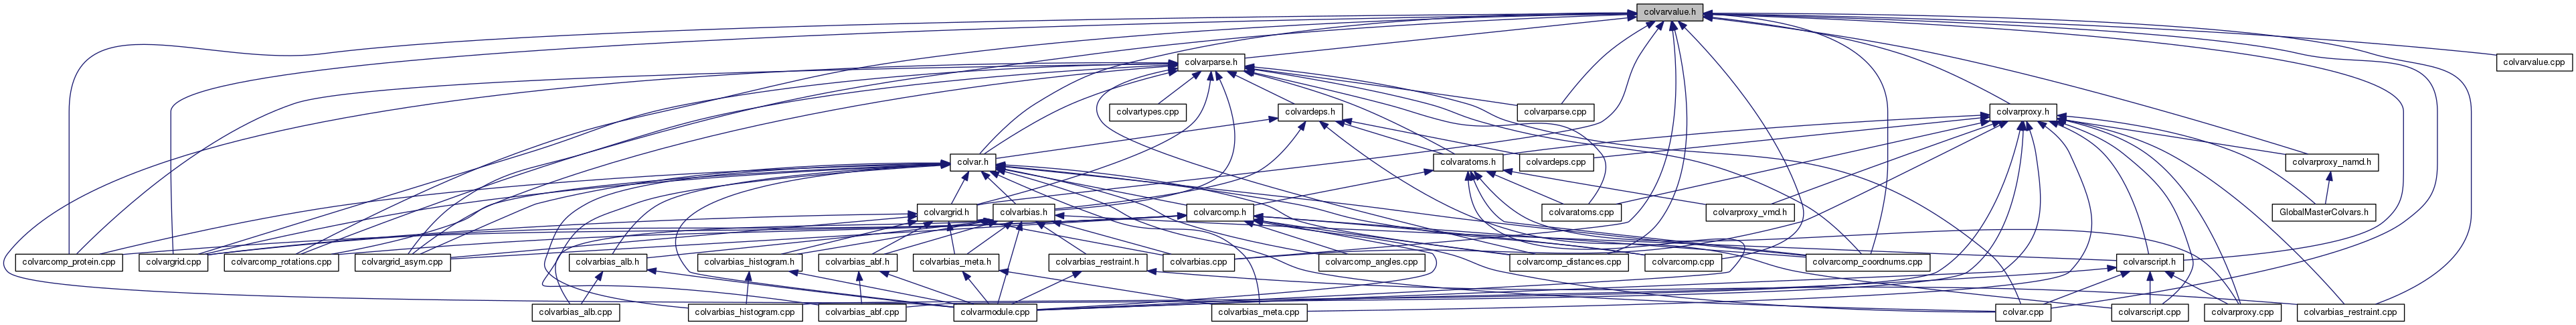 colvarvalue.h
colvarparse.h
colvarvalue.cpp
colvartypes.cpp
colvardeps.h
colvarparse.cpp
colvarproxy.h
colvar.h
colvaratoms.h
colvardeps.cpp
colvarproxy_namd.h
colvargrid.h
colvarbias.h
colvarcomp.h
colvaratoms.cpp
colvarproxy_vmd.h
GlobalMasterColvars.h
colvarcomp_protein.cpp
colvargrid.cpp
colvarcomp_rotations.cpp
colvargrid_asym.cpp
colvarbias_alb.h
colvarbias_histogram.h
colvarbias_abf.h
colvarbias_meta.h
colvarbias_restraint.h
colvarbias.cpp
colvarcomp_angles.cpp
colvarcomp_distances.cpp
colvarcomp.cpp
colvarcomp_coordnums.cpp
colvarscript.h
colvarbias_alb.cpp
colvarbias_histogram.cpp
colvarbias_abf.cpp
colvarmodule.cpp
colvarbias_meta.cpp
colvar.cpp
colvarscript.cpp
colvarproxy.cpp
colvarbias_restraint.cpp